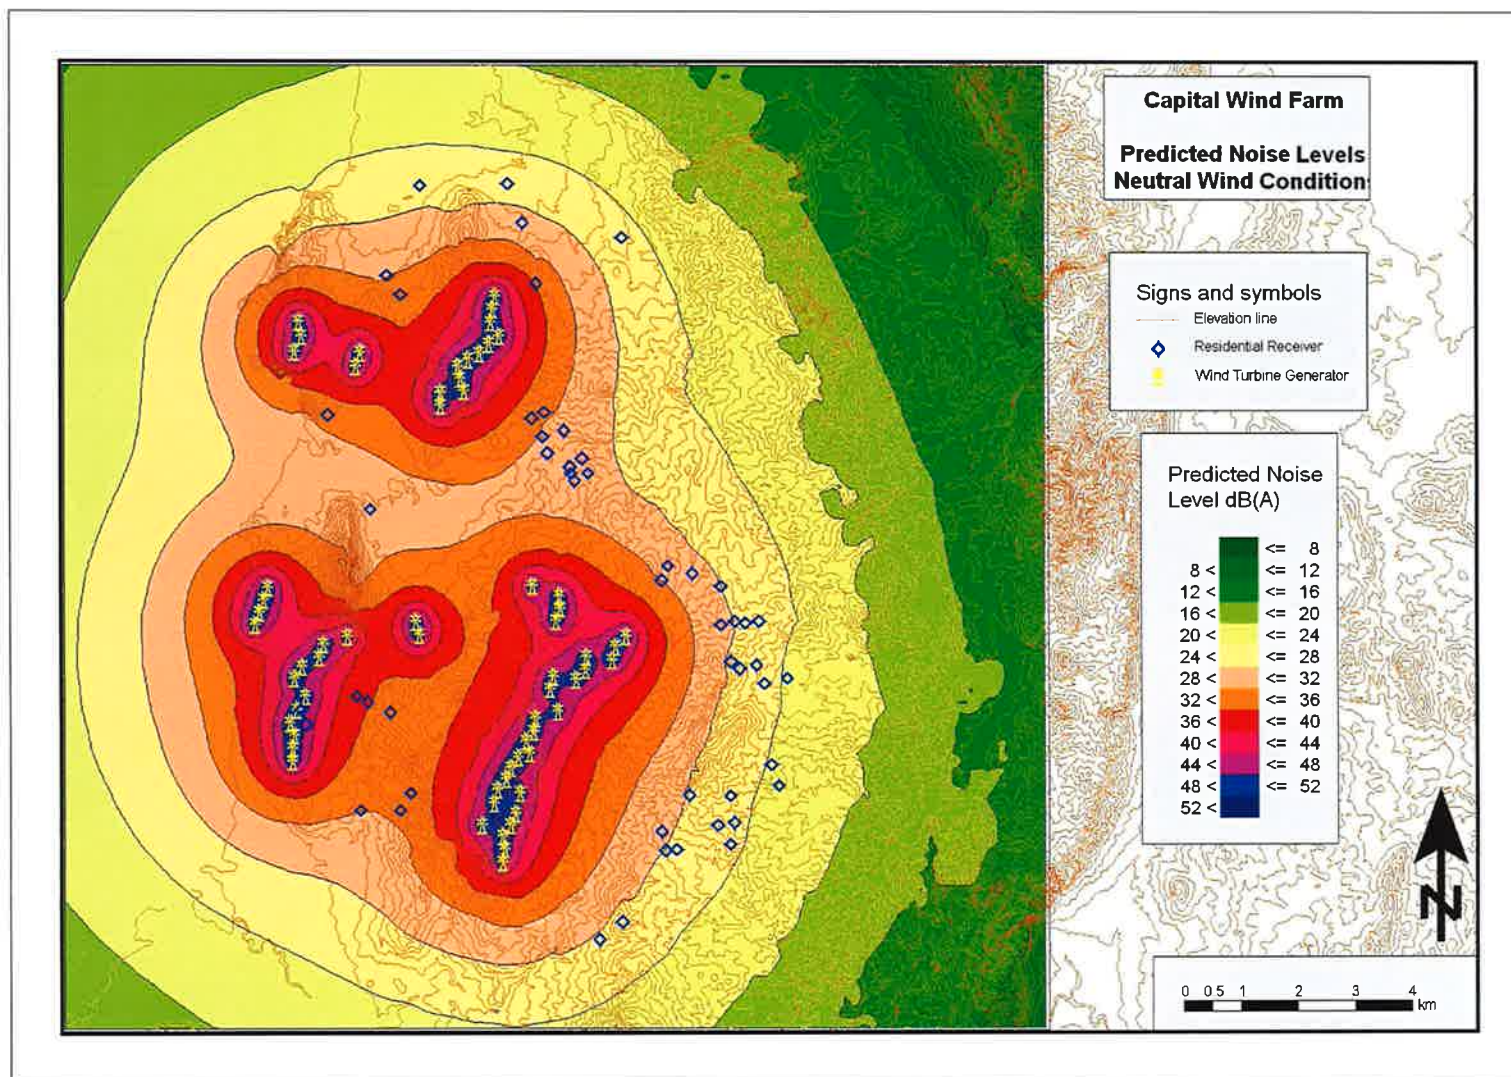 Capital Wind Farm
Predicted Noise Levels
Neutral Wind Condition
Signs and symbols
Elevation line
Residential Receiver
Wind Turbine Generator
Predicted Noise
Level dB(A)
<= 8
8 < <= 12
12 < <= 16
16 < <= 20
20 < <= 24
24 < <= 28
28 < <= 32
32 < <= 36
36 < <= 40
40 < <= 44
44 < <= 48
48 < <= 52
52 <
N
0 0.5 1 2 3 4
km